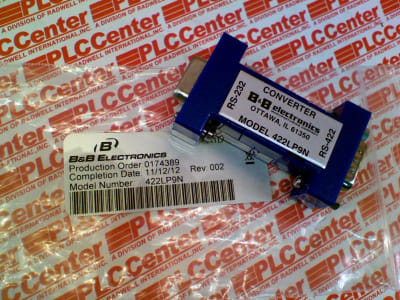 PLCCenter
A DIVISION OF RADWELL INTERNATIONAL, INC.
RS-232
CONVERTER
B&B electronics
OTTAWA, IL 61350
MODEL 422LP9N
RS-422
B
B&B ELECTRONICS
Production Order 0174389
Completion Date 11/12/12 Rev 002
Model Number 422LP9N